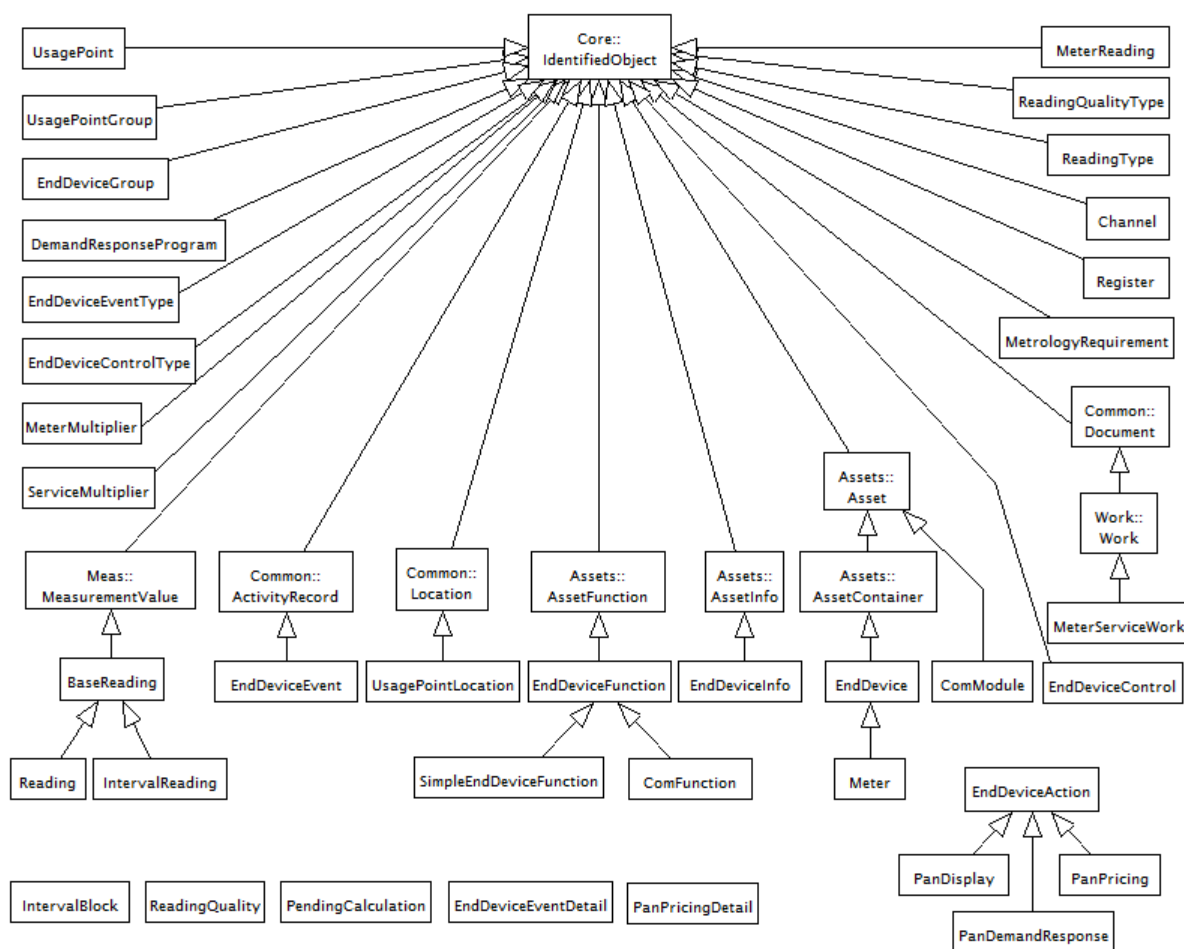 Core::
IdentifiedObject
UsagePoint
MeterReading
UsagePointGroup
ReadingQualityType
EndDeviceGroup
ReadingType
DemandResponseProgram
Channel
EndDeviceEventType
Register
EndDeviceControlType
MetrologyRequirement
MeterMultiplier
Common::
Document
ServiceMultiplier
Assets::
Asset
Work::
Work
Meas::
MeasurementValue
Common::
ActivityRecord
Common::
Location
Assets::
AssetFunction
Assets::
AssetInfo
Assets::
AssetContainer
MeterServiceWork
BaseReading
EndDeviceEvent
UsagePointLocation
EndDeviceFunction
EndDeviceInfo
EndDevice
ComModule
EndDeviceControl
Reading
IntervalReading
SimpleEndDeviceFunction
ComFunction
Meter
EndDeviceAction
PanDisplay
PanPricing
IntervalBlock
ReadingQuality
PendingCalculation
EndDeviceEventDetail
PanPricingDetail
PanDemandResponse